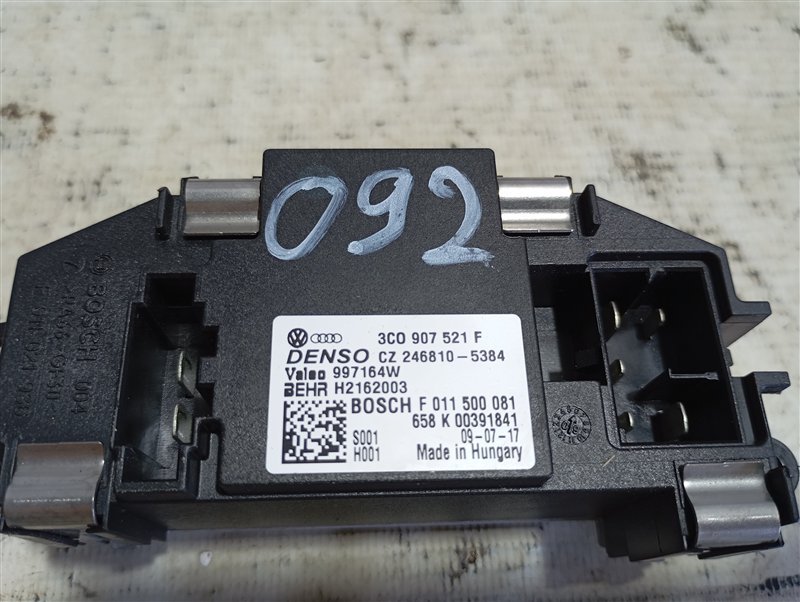 092
3C0 907 521 F
DENSO CZ 246810-5384
Valeo 997164W
BEHR H2162003
BOSCH F 011 500 081
658 K 00391841
S001 09-07-17
H001 Made in Hungary
BOSCH 004